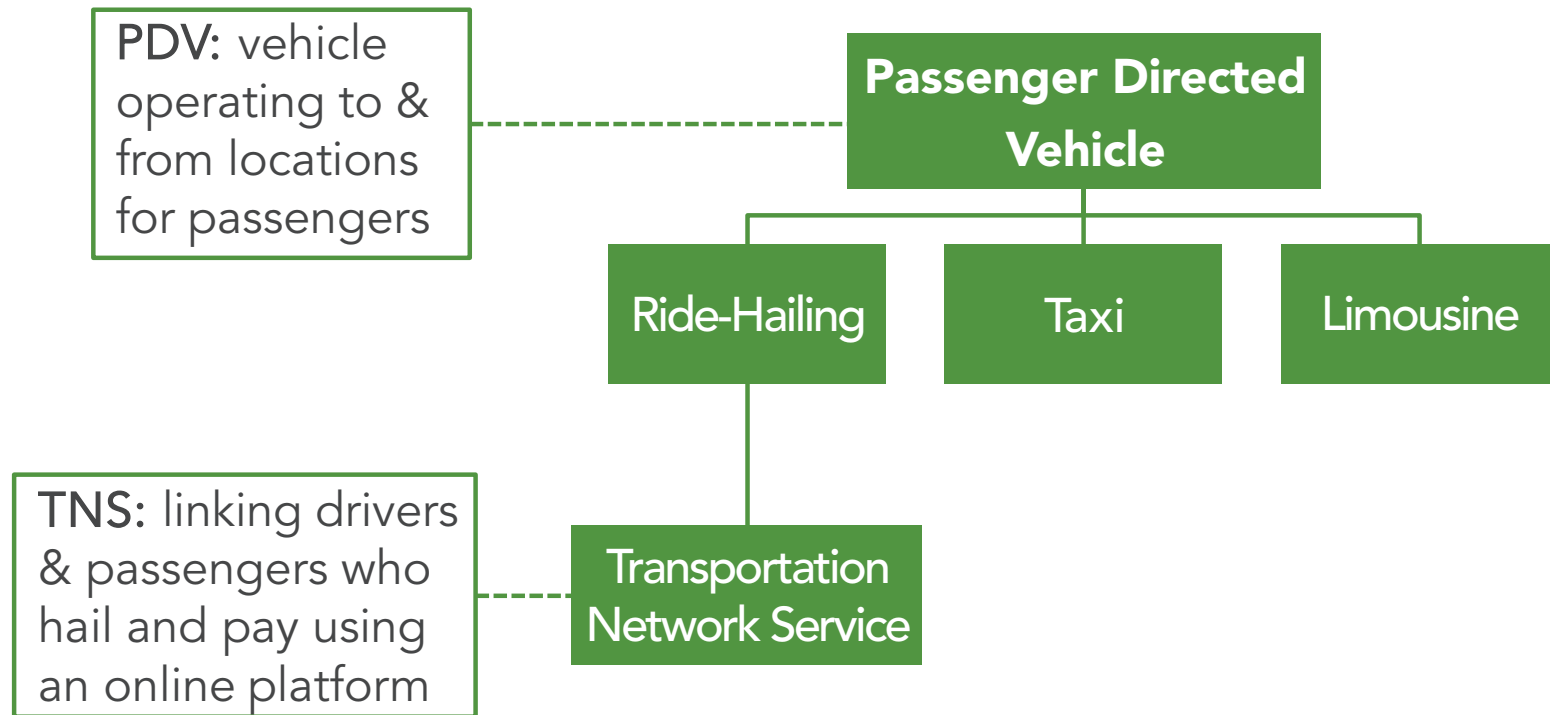 PDV: vehicle
operating to &
from locations
for passengers
Passenger Directed
Vehicle
Ride-Hailing
Taxi
Limousine
TNS: linking drivers
& passengers who
hail and pay using
an online platform
Transportation
Network Service